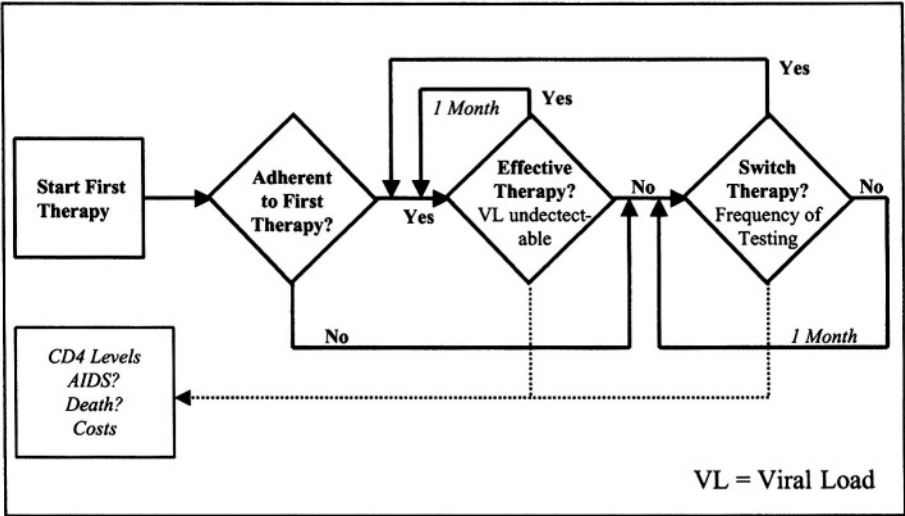 Yes
1 Month
Yes
Start First
Therapy
Adherent
to First
Therapy?
Yes
Effective
Therapy?
VL undectect-
able
No
Switch
Therapy?
Frequency of
Testing
No
No
1 Month
CD4 Levels
AIDS?
Death?
Costs
VL = Viral Load